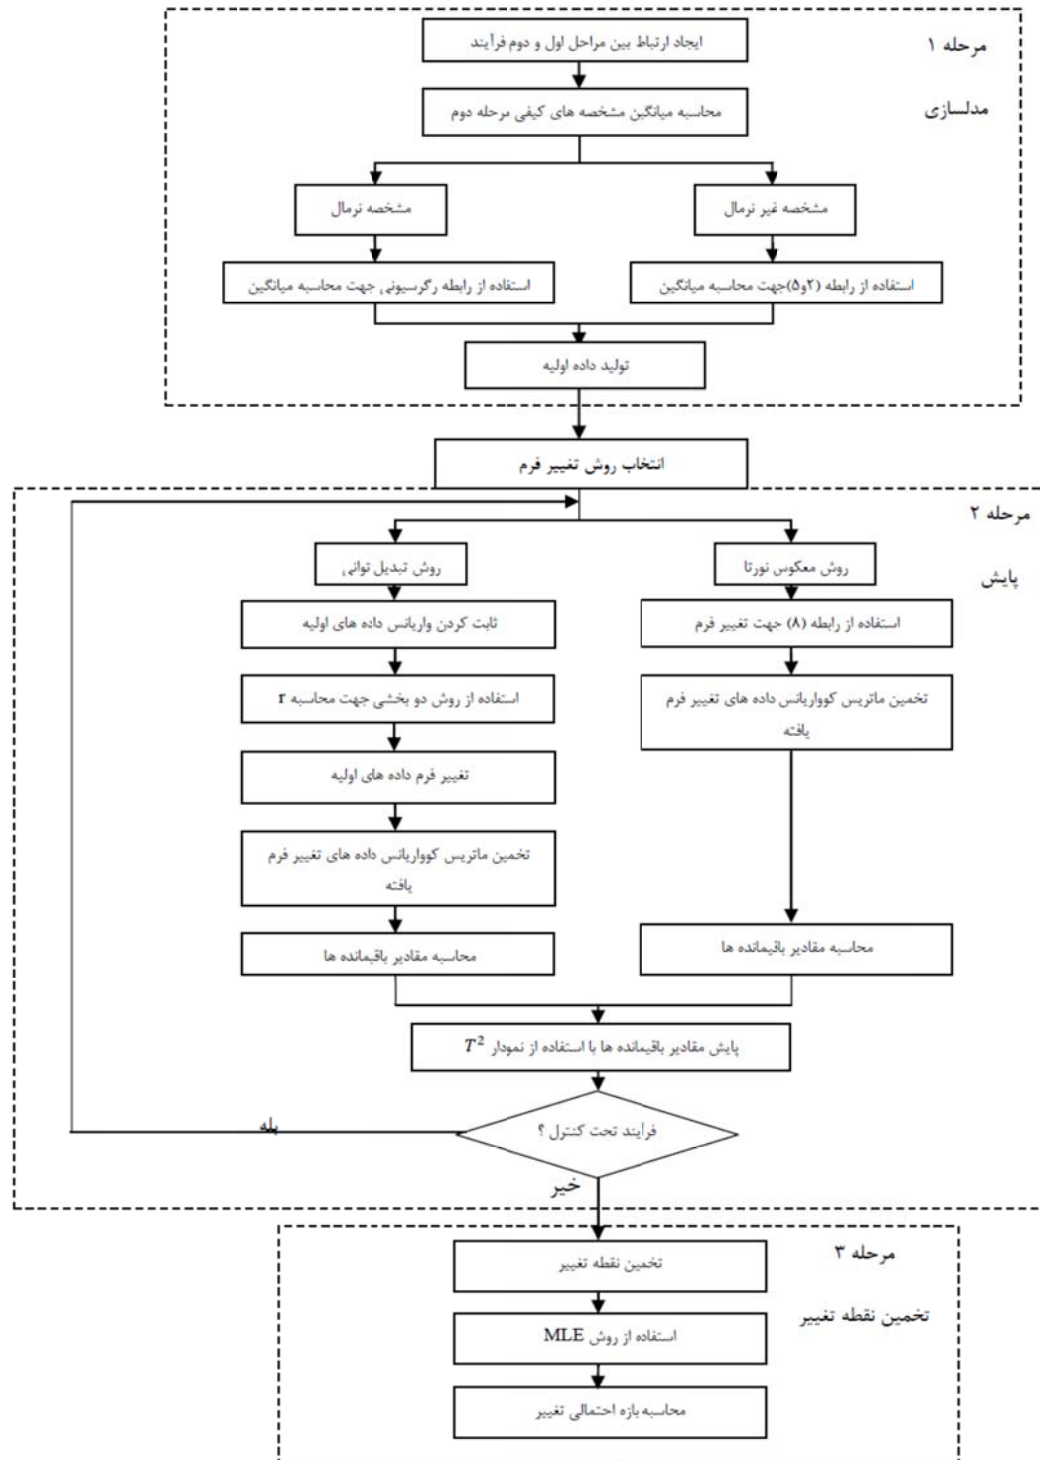 مرحله ۱
مدلسازی
ایجاد ارتباط بین مراحل اول و دوم فرآیند
محاسبه میانگین مشخصه های کیفی مرحله دوم
مشخصه غیر نرمال
مشخصه نرمال
استفاده از رابطه (۲و۵)جهت محاسبه میانگین
استفاده از رابطه رگرسیونی جهت محاسبه میانگین
تولید داده اولیه
انتخاب روش تغییر فرم
مرحله ۲
پایش
روش معکوس نورتا
روش تبدیل توانی
استفاده از رابطه (۸) جهت تغییر فرم
ثابت کردن واریانس داده های اولیه
تخمین ماتریس کوواریانس داده های تغییر فرم
یافته
استفاده از روش دو بخشی جهت محاسبه r
تغییر فرم داده های اولیه
تخمین ماتریس کوواریانس داده های تغییر فرم
یافته
محاسبه مقادیر باقیمانده ها
محاسبه مقادیر باقیمانده ها
پایش مقادیر باقیمانده ها با استفاده از نمودار T²
فرآیند تحت کنترل ؟
بله
خیر
مرحله ۳
تخمین نقطه تغییر
تخمین نقطه تغییر
استفاده از روش MLE
محاسبه بازه احتمالی تغییر